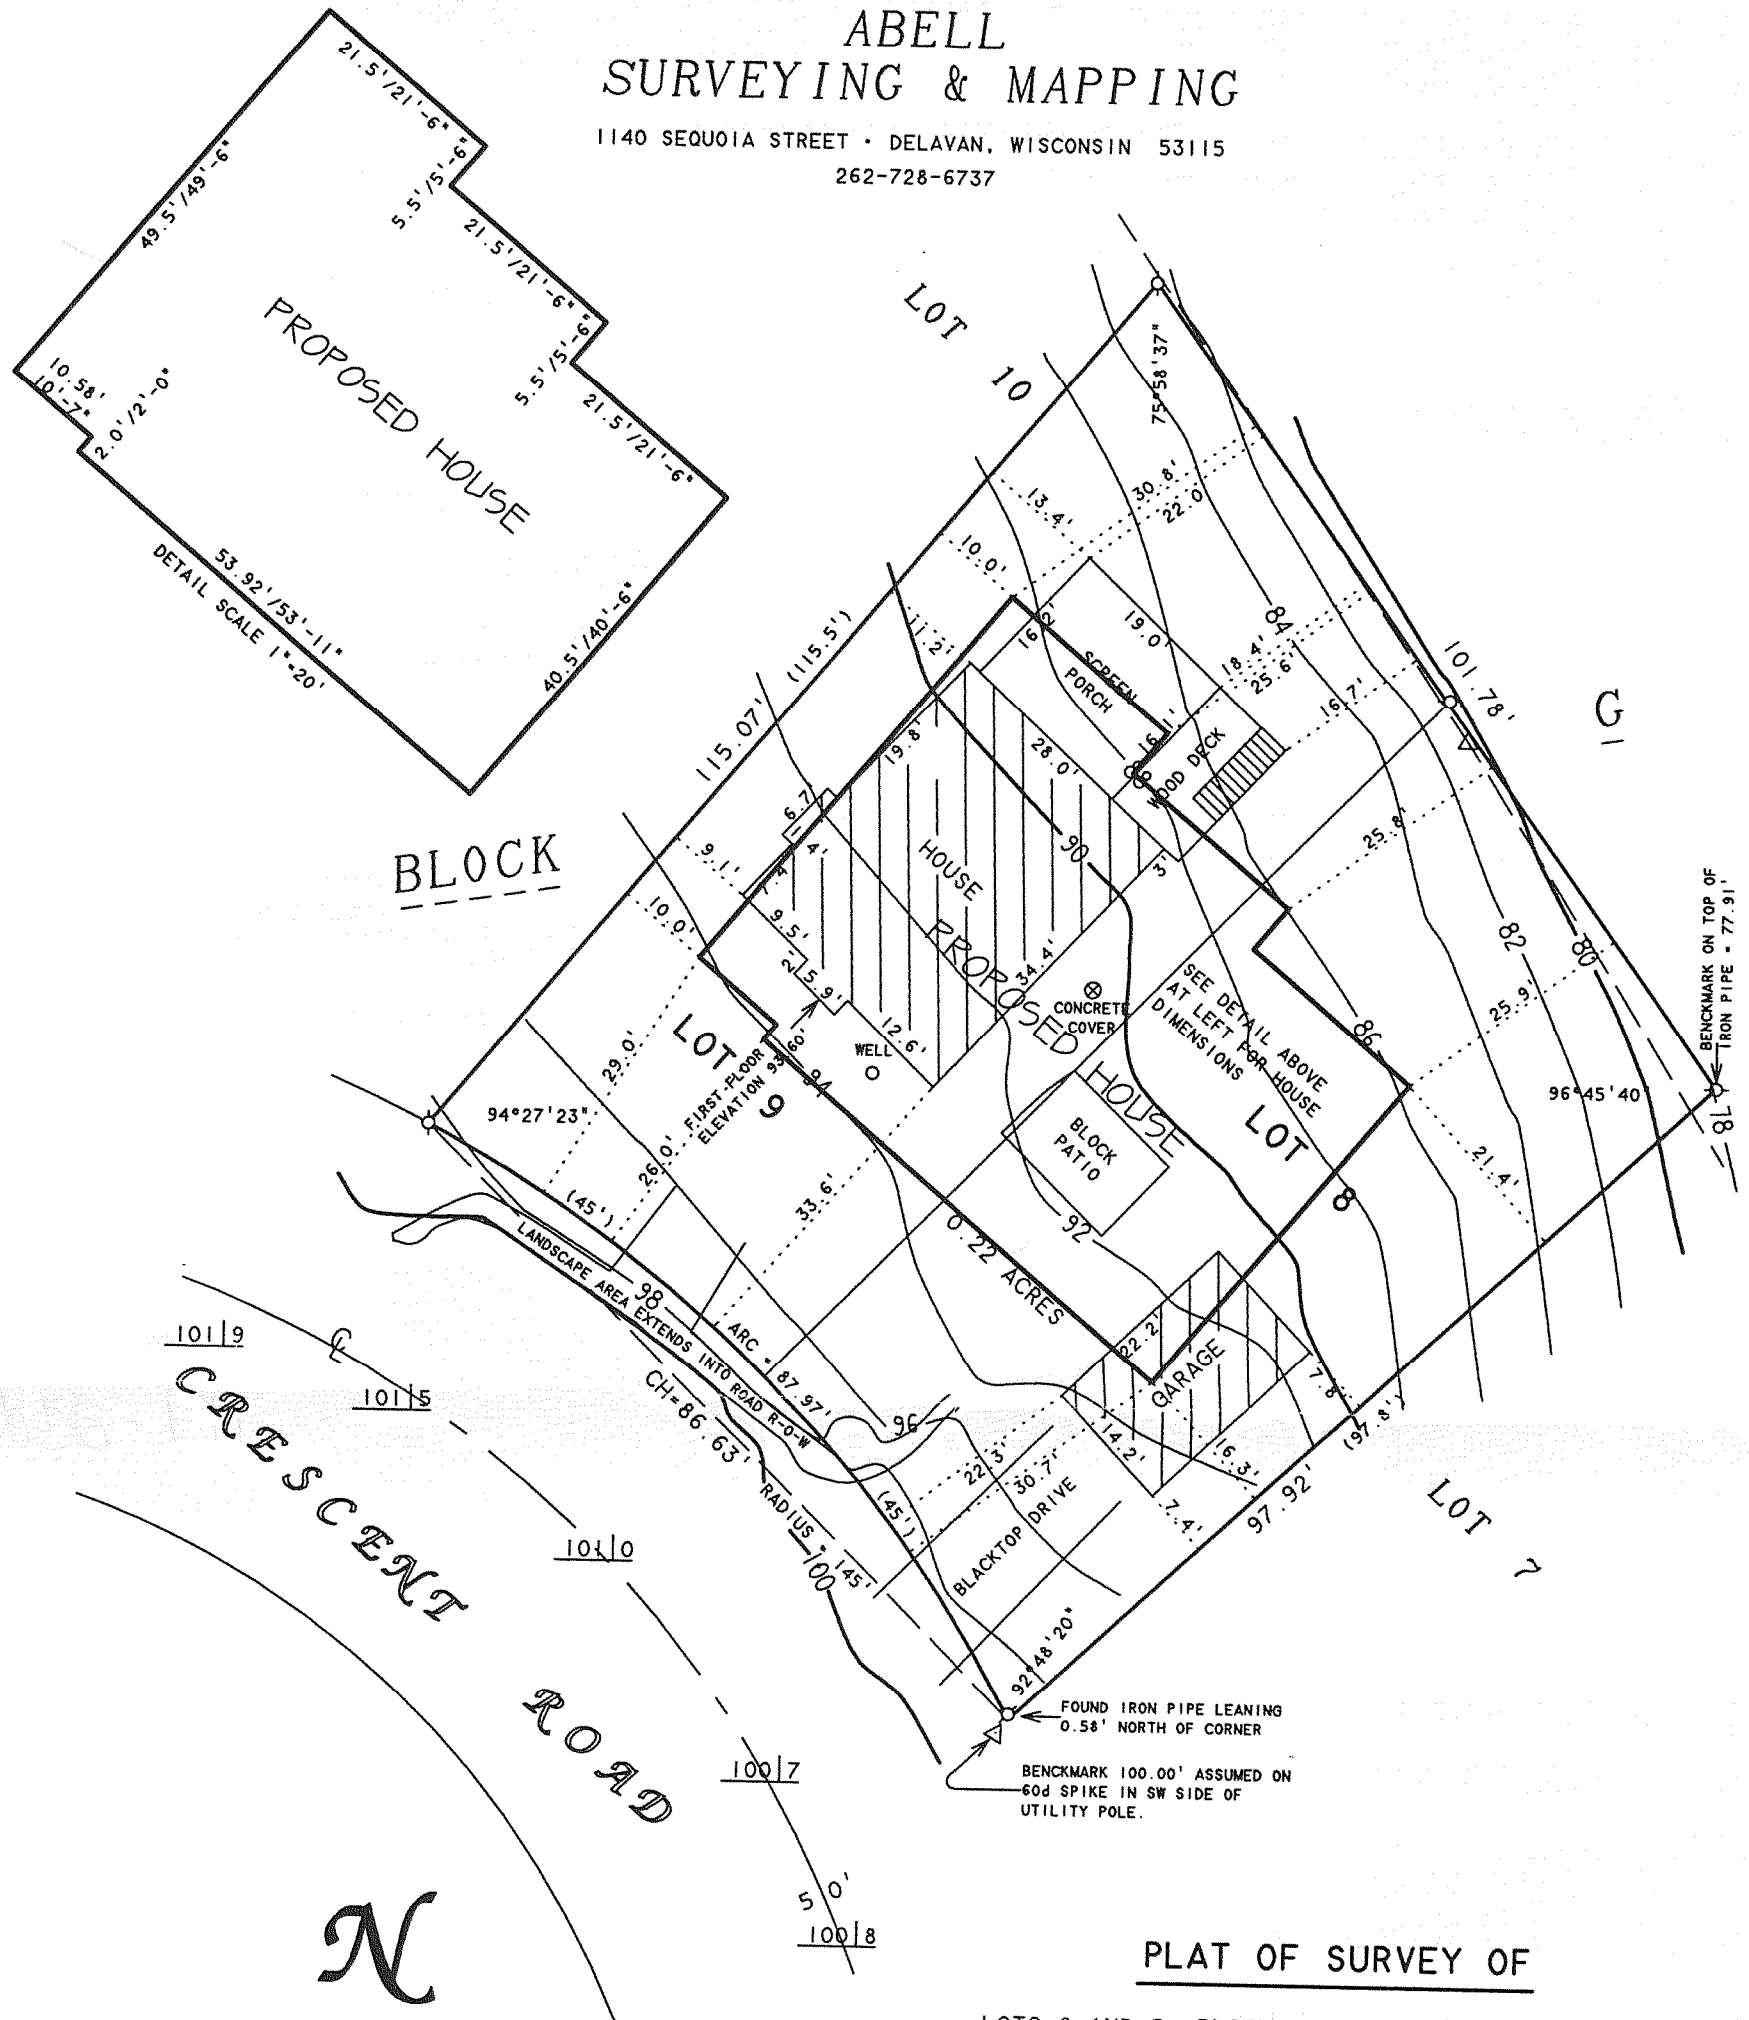 ABELL
SURVEYING & MAPPING
1140 SEQUOIA STREET • DELAVAN, WISCONSIN 53115
262-728-6737
21.5'/21'-6"
5.5'/5'-6"
49.5'/49'-6"
21.5'/21'-6"
5.5'/5'-6"
21.5'/21'-6"
10.58'
10'-7"
2.0'/2'-0"
PROPOSED HOUSE
53.92'/53'-11"
40.5'/40'-6"
DETAIL SCALE 1"=20'
LOT 10
75°58'37"
30.8'
22.0
13.4'
10.0'
11.2'
(115.5')
115.07'
16.2'
19.0'
SCREEN
PORCH
84
18.4'
25.6'
16.7'
101.78'
G
16.1'
WOOD DECK
88
19.8'
28.0'
6.7'
4'
7.4'
9.1'
10.0'
9.5'
2'
5.9'
HOUSE
90
3'
34.4'
25.8'
BLOCK
82
80
BENCKMARK ON TOP OF
IRON PIPE = 77.91'
PROPOSED
HOUSE
CONCRETE
COVER
SEE DETAIL ABOVE
AT LEFT FOR HOUSE
DIMENSIONS
25.9'
86
96°45'40
78
12.6'
WELL
LOT 9
FIRST-FLOOR
ELEVATION 93.60'
94
29.0'
94°27'23"
26.0'
(45')
33.6'
BLOCK
PATIO
LOT 8
21.4'
92
0.22 ACRES
LANDSCAPE AREA EXTENDS INTO ROAD R-O-W
98
ARC = 87.97'
CH=86.63'
RADIUS = 145'
100
96
22.2'
GARAGE
7.8'
14.2'
16.3'
7.4'
22.3'
30.7'
(45')
BLACKTOP DRIVE
(97.8')
97.92'
LOT 7
92°48'20"
101|9
101|5
101|0
100|7
100|8
50'
CRESCENT ROAD
FOUND IRON PIPE LEANING
0.58' NORTH OF CORNER
BENCKMARK 100.00' ASSUMED ON
60d SPIKE IN SW SIDE OF
UTILITY POLE.
N
PLAT OF SURVEY OF